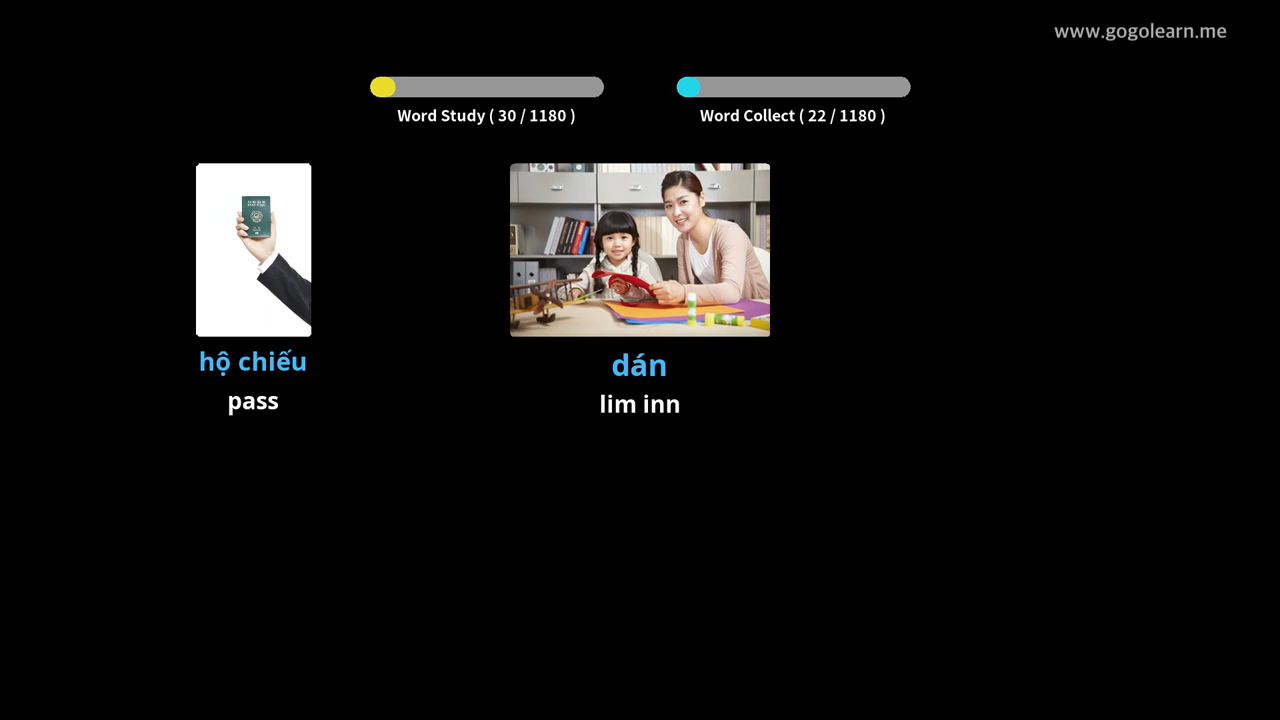 www.gogolearn.me
Word Study ( 30 / 1180 )
Word Collect ( 22 / 1180 )
hộ chiếu
pass
dán
lim inn